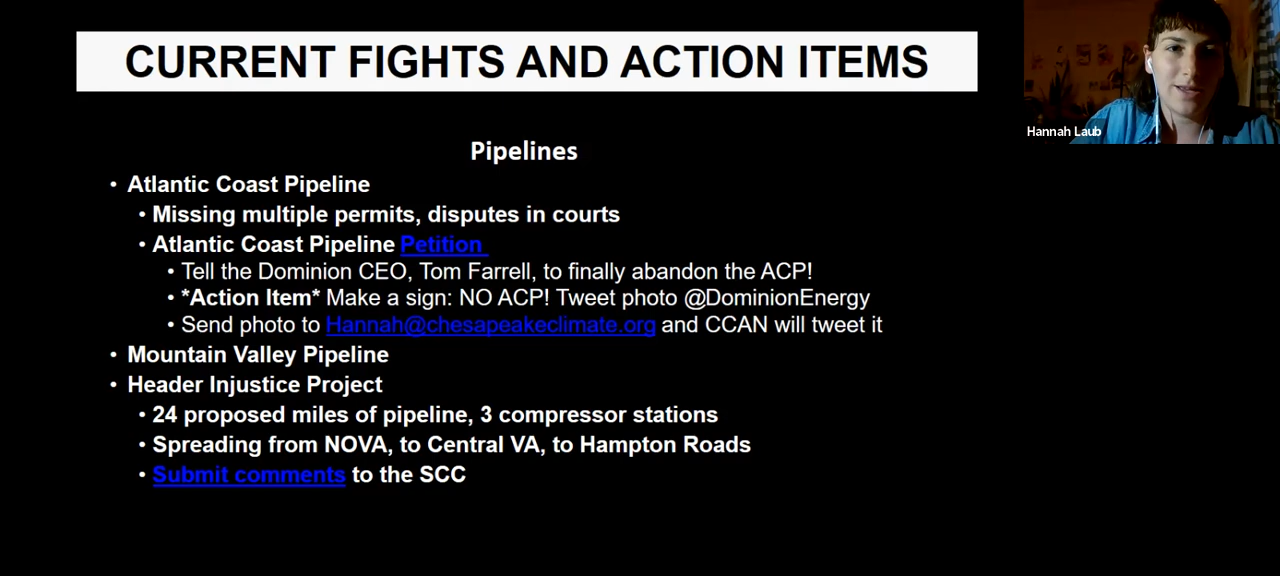 CURRENT FIGHTS AND ACTION ITEMS
Hannah Laub
Pipelines
• Atlantic Coast Pipeline
• Missing multiple permits, disputes in courts
• Atlantic Coast Pipeline Petition
• Tell the Dominion CEO, Tom Farrell, to finally abandon the ACP!
• *Action Item* Make a sign: NO ACP! Tweet photo @DominionEnergy
• Send photo to Hannah@chesapeakeclimate.org and CCAN will tweet it
• Mountain Valley Pipeline
• Header Injustice Project
• 24 proposed miles of pipeline, 3 compressor stations
• Spreading from NOVA, to Central VA, to Hampton Roads
• Submit comments to the SCC